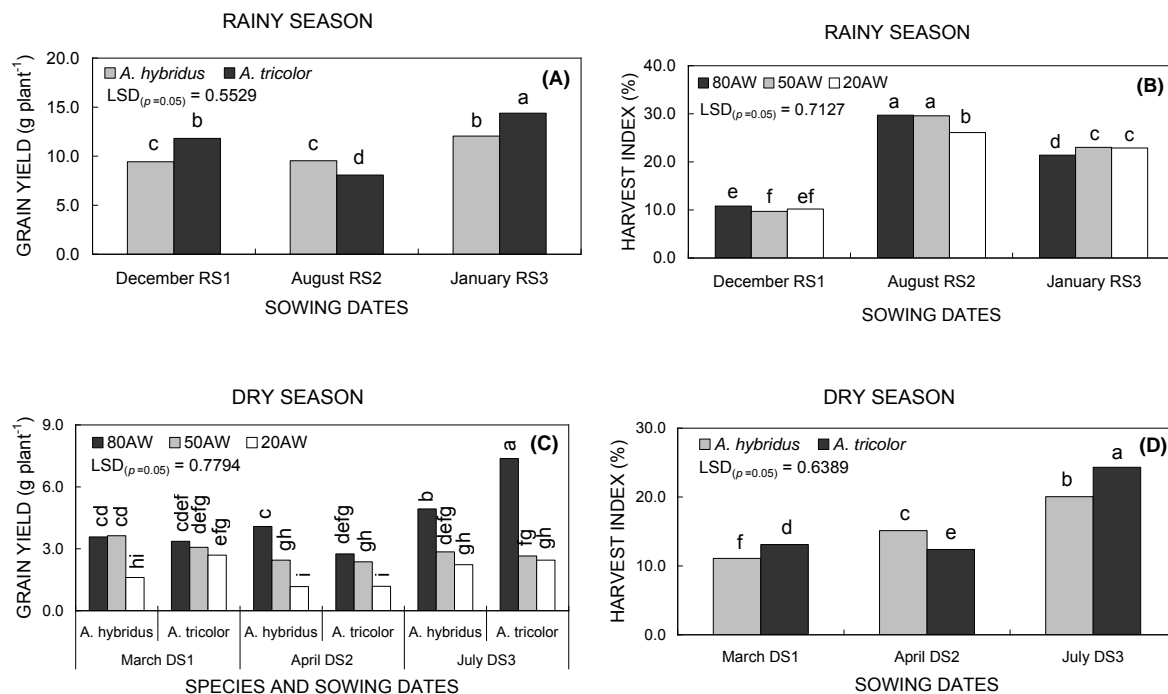 RAINY SEASON
GRAIN YIELD (g plant-1)
20.0
15.0
10.0
5.0
0.0
A. hybridus A. tricolor
(A)
LSD(p=0.05) = 0.5529
c b c d b a
December RS1 August RS2 January RS3
SOWING DATES
RAINY SEASON
HARVEST INDEX (%)
40.0
30.0
20.0
10.0
0.0
80AW 50AW 20AW
(B)
LSD(p=0.05) = 0.7127
e f ef a a b d c c
December RS1 August RS2 January RS3
SOWING DATES
DRY SEASON
GRAIN YIELD (g plant-1)
9.0
6.0
3.0
0.0
80AW 50AW 20AW
(C)
LSD(p=0.05) = 0.7794
cd cd hi cdef defg efg c gh i defg gh i b defg gh a fg gh
A. hybridus A. tricolor A. hybridus A. tricolor A. hybridus A. tricolor
March DS1 April DS2 July DS3
SPECIES AND SOWING DATES
DRY SEASON
HARVEST INDEX (%)
30.0
20.0
10.0
0.0
A. hybridus A. tricolor
(D)
LSD(p=0.05) = 0.6389
f d c e b a
March DS1 April DS2 July DS3
SOWING DATES